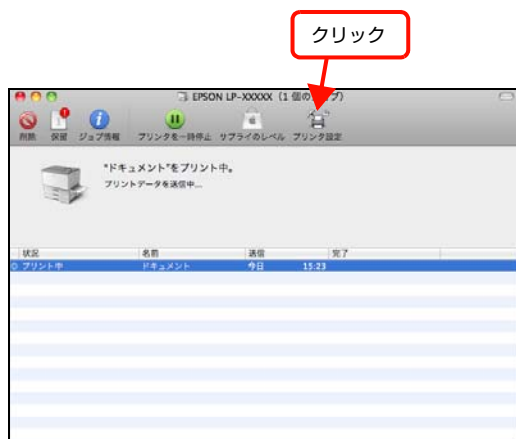 クリック
EPSON LP-XXXXX（1 個のジョブ）
削除 保留 ジョブ情報 プリンタを一時停止 サプライのレベル プリンタ設定
"ドキュメント"をプリント中。
プリントデータを送信中...
状況 名前 送信 完了
プリント中 ドキュメント 今日 15:23